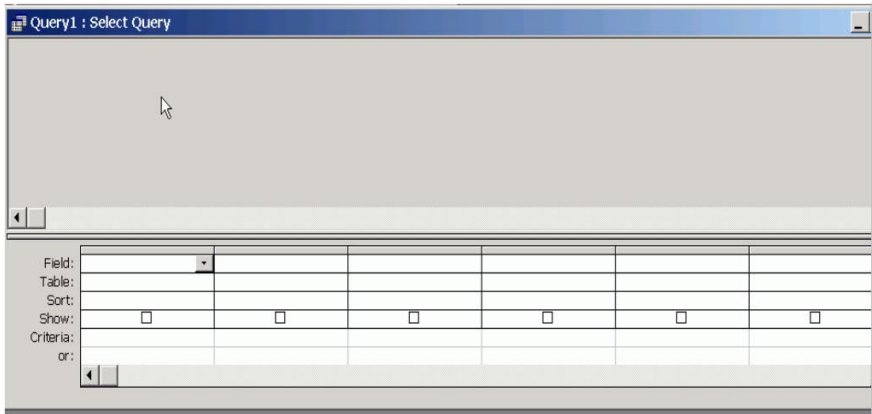 Query1 : Select Query
Field:
Table:
Sort:
Show:
Criteria:
or: